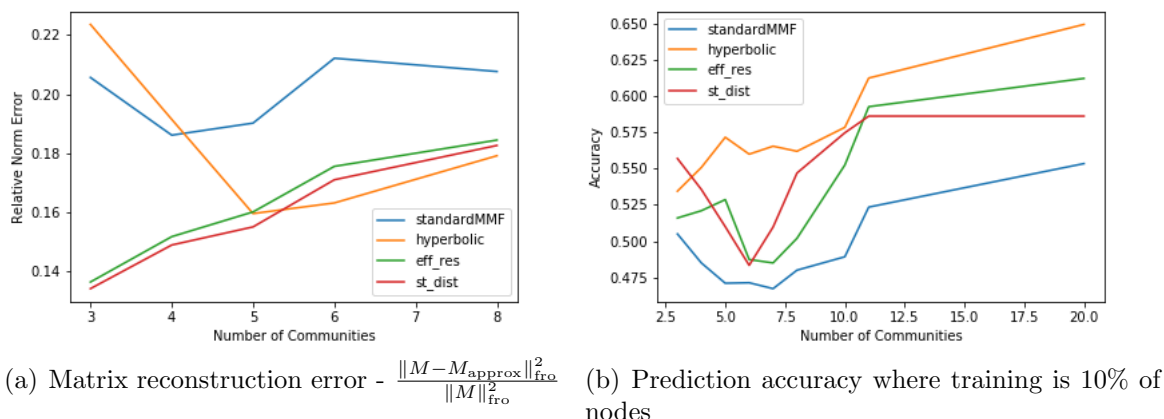 Relative Norm Error
0.22
0.20
0.18
0.16
0.14
standardMMF
hyperbolic
eff_res
st_dist
3 4 5 6 7 8
Number of Communities
(a) Matrix reconstruction error - $\frac{\|M-M_{\text{approx}}\|_{\text{fro}}^2}{\|M\|_{\text{fro}}^2}$
Accuracy
0.650
0.625
0.600
0.575
0.550
0.525
0.500
0.475
standardMMF
hyperbolic
eff_res
st_dist
2.5 5.0 7.5 10.0 12.5 15.0 17.5 20.0
Number of Communities
(b) Prediction accuracy where training is 10% of
nodes